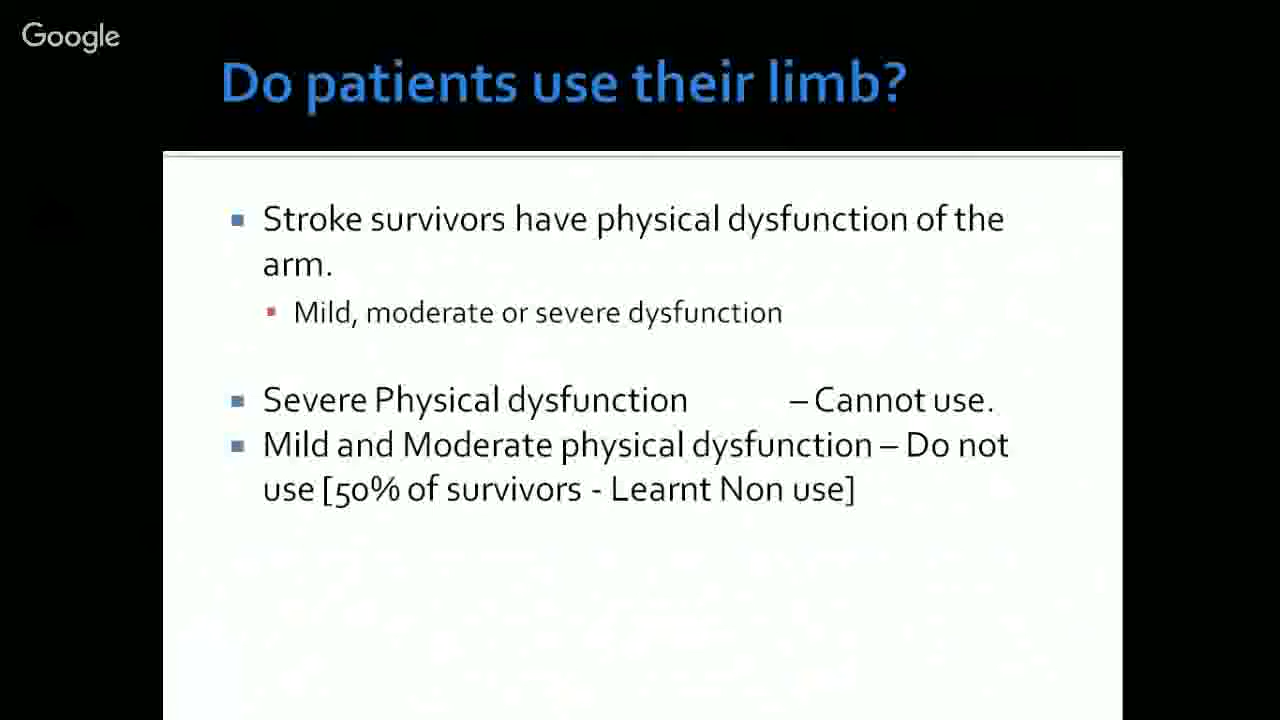 Google
Do patients use their limb?
Stroke survivors have physical dysfunction of the
arm.
Mild, moderate or severe dysfunction
Severe Physical dysfunction – Cannot use.
Mild and Moderate physical dysfunction – Do not
use [50% of survivors - Learnt Non use]